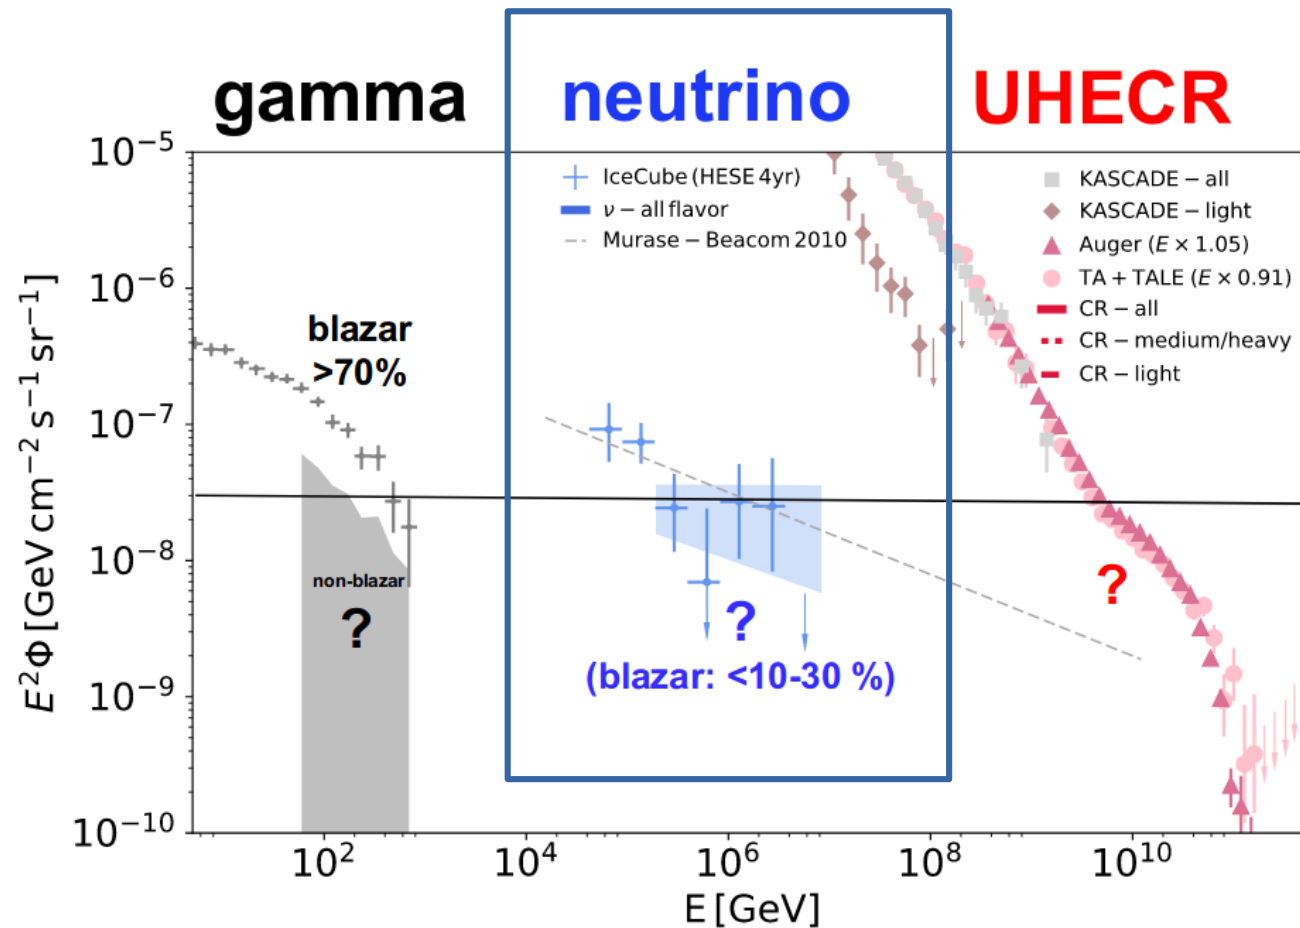 gamma
neutrino
UHECR
10⁻⁵
10⁻⁶
10⁻⁷
10⁻⁸
10⁻⁹
10⁻¹⁰
E²Φ [GeV cm⁻² s⁻¹ sr⁻¹]
IceCube (HESE 4yr)
ν − all flavor
Murase − Beacom 2010
KASCADE − all
KASCADE − light
Auger (E × 1.05)
TA + TALE (E × 0.91)
CR − all
CR − medium/heavy
CR − light
blazar
>70%
non-blazar
?
?
(blazar: <10-30 %)
?
10²
10⁴
10⁶
10⁸
10¹⁰
E [GeV]